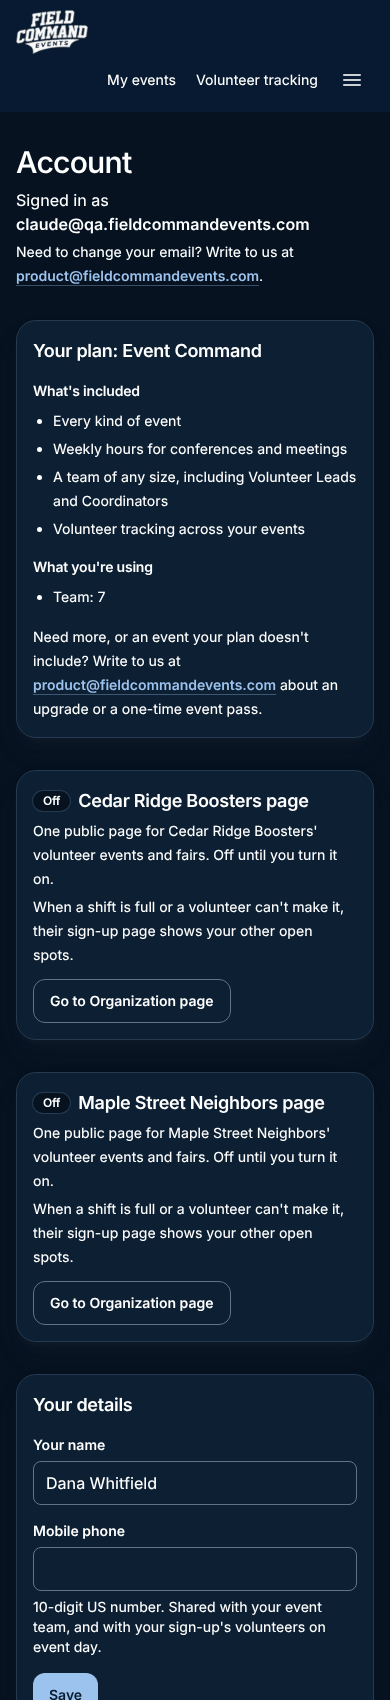 FIELD
COMMAND
EVENTS
My events Volunteer tracking
Account
Signed in as
claude@qa.fieldcommandevents.com
Need to change your email? Write to us at
product@fieldcommandevents.com.
Your plan: Event Command
What's included
• Every kind of event
• Weekly hours for conferences and meetings
• A team of any size, including Volunteer Leads
and Coordinators
• Volunteer tracking across your events
What you're using
• Team: 7
Need more, or an event your plan doesn't
include? Write to us at
product@fieldcommandevents.com about an
upgrade or a one-time event pass.
Off Cedar Ridge Boosters page
One public page for Cedar Ridge Boosters'
volunteer events and fairs. Off until you turn it
on.
When a shift is full or a volunteer can't make it,
their sign-up page shows your other open
spots.
Go to Organization page
Off Maple Street Neighbors page
One public page for Maple Street Neighbors'
volunteer events and fairs. Off until you turn it
on.
When a shift is full or a volunteer can't make it,
their sign-up page shows your other open
spots.
Go to Organization page
Your details
Your name
Dana Whitfield
Mobile phone
10-digit US number. Shared with your event
team, and with your sign-up's volunteers on
event day.
Save